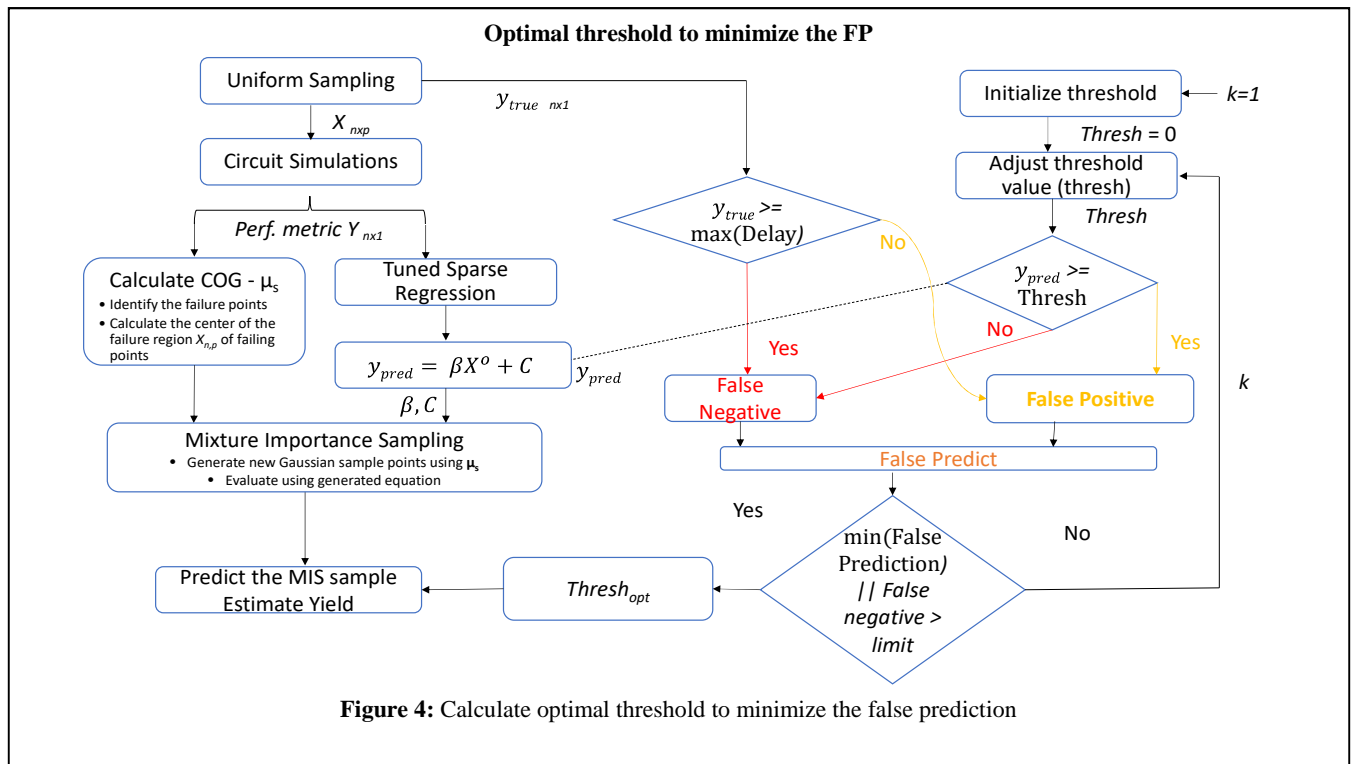 Optimal threshold to minimize the FP
Uniform Sampling
y_true nx1
X nxp
Circuit Simulations
Perf. metric Y nx1
Calculate COG - μs
• Identify the failure points
• Calculate the center of the
failure region X n,p of failing
points
Tuned Sparse
Regression
y_pred = βX^o + C
y_pred
β, C
Mixture Importance Sampling
• Generate new Gaussian sample points using μs
• Evaluate using generated equation
Predict the MIS sample
Estimate Yield
Initialize threshold
k=1
Thresh = 0
Adjust threshold
value (thresh)
Thresh
y_true >=
max(Delay)
No
Yes
y_pred >=
Thresh
No
Yes
k
False
Negative
False Positive
False Predict
Yes
No
min(False
Prediction)
|| False
negative >
limit
Thresh_opt
Figure 4: Calculate optimal threshold to minimize the false prediction